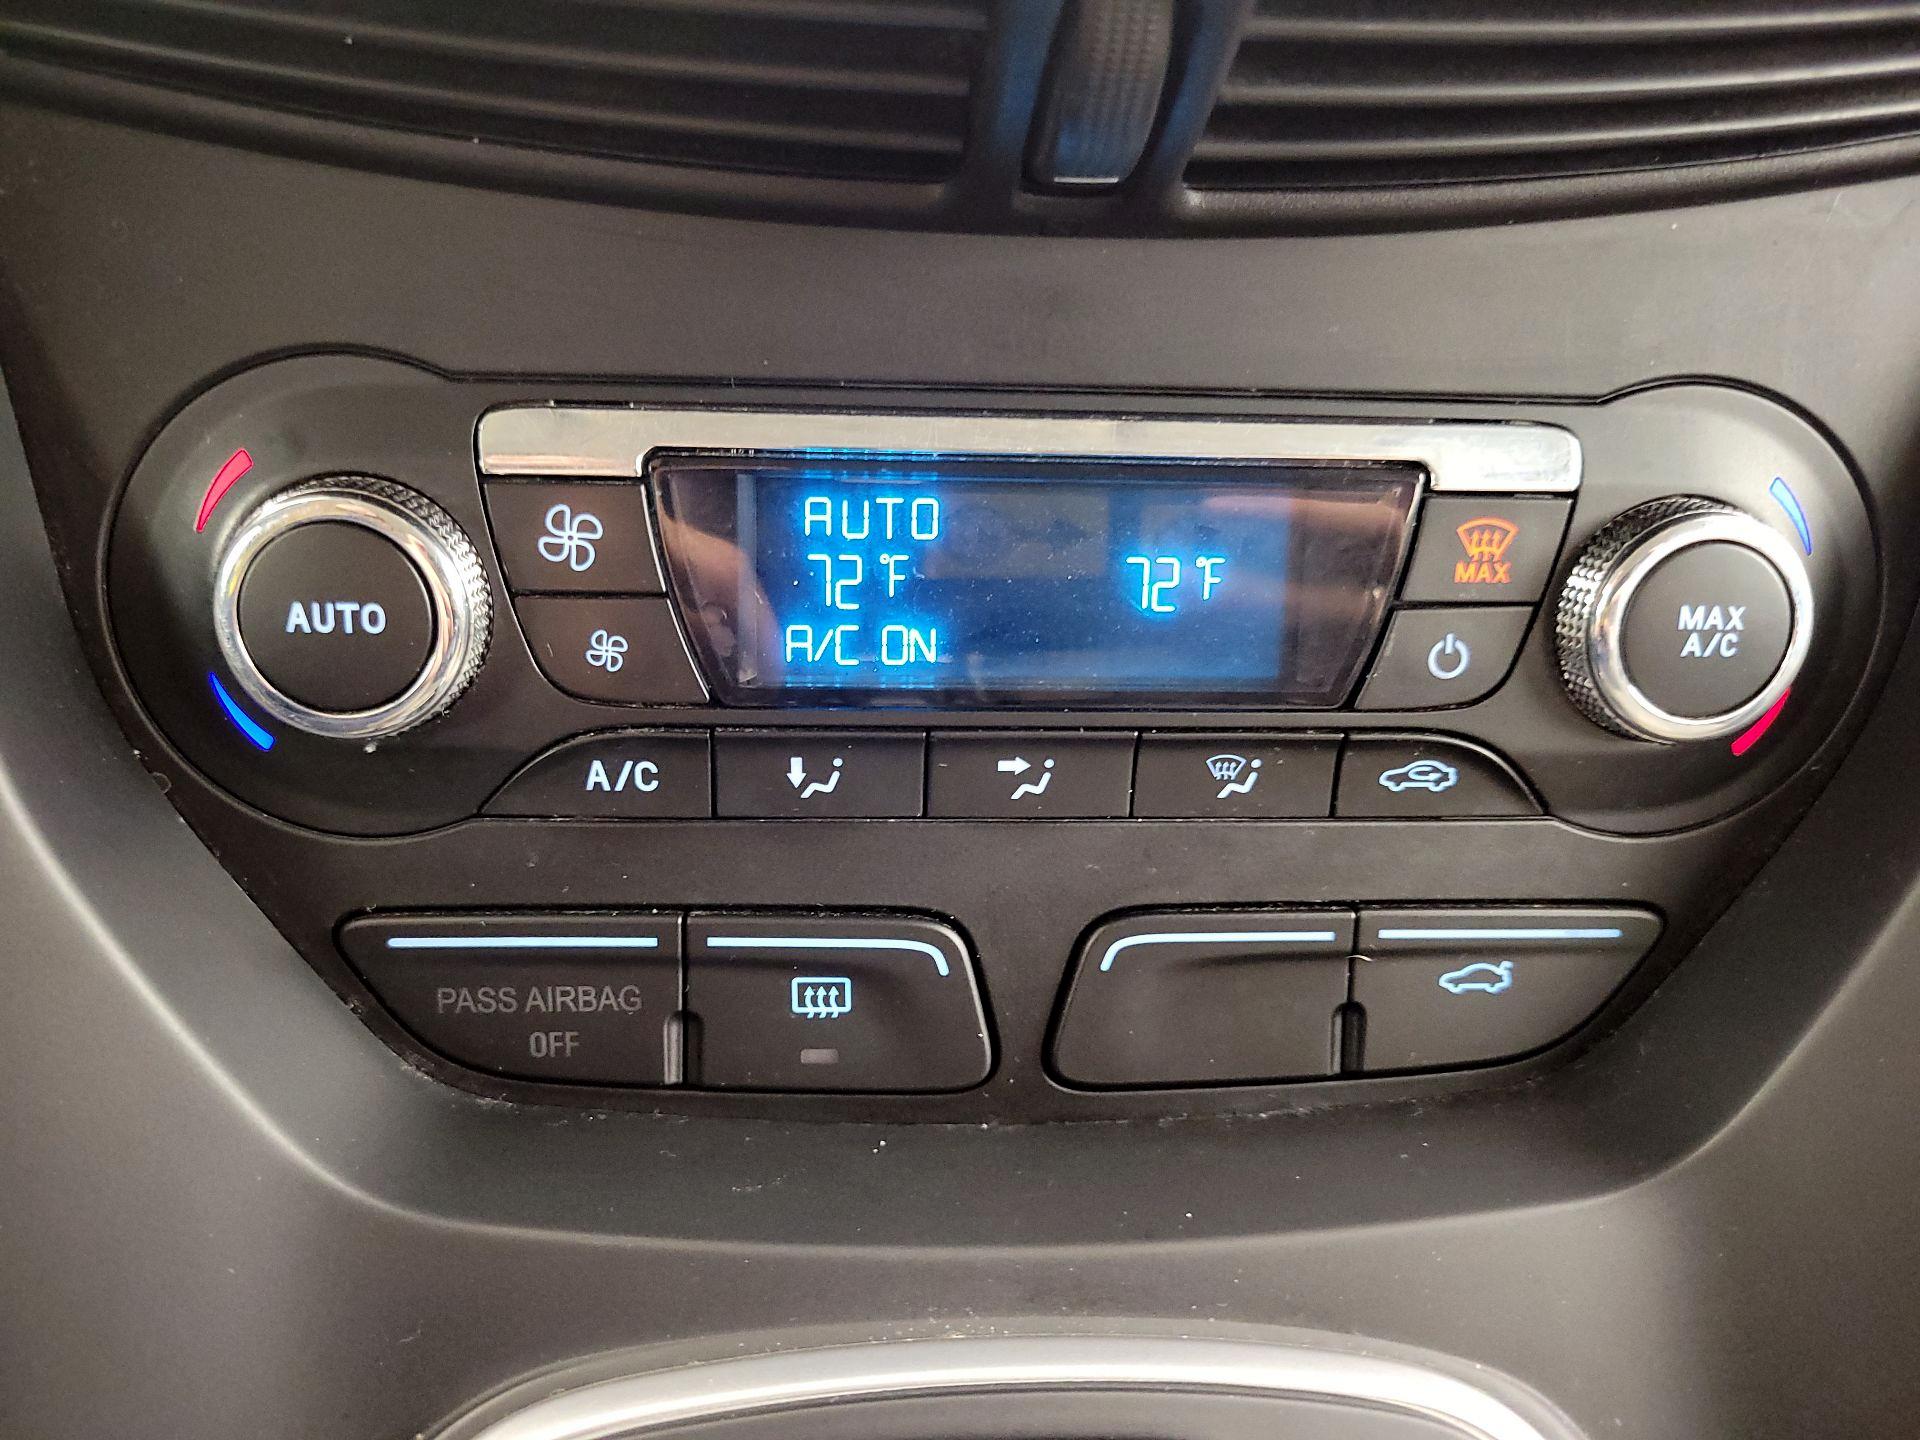 AUTO
72°F 72°F
A/C ON
AUTO
MAX
MAX
A/C
A/C
PASS AIRBAG
OFF